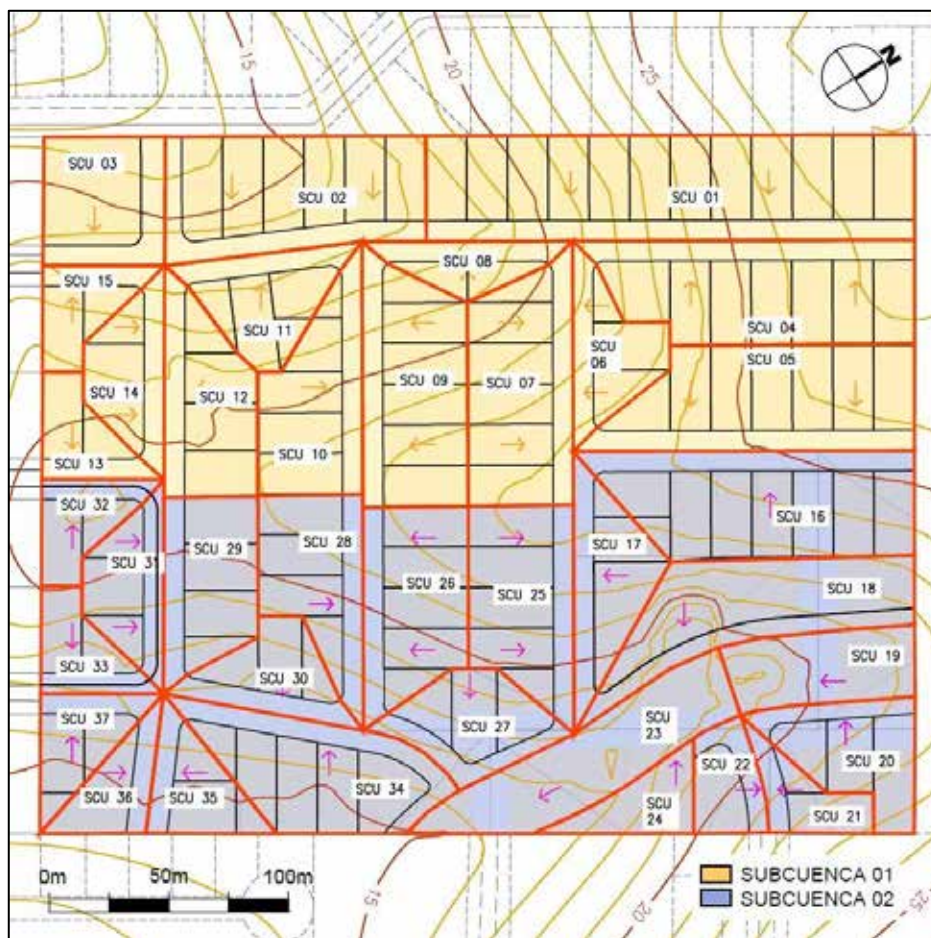 15
20
25
N
SCU 03
SCU 02
SCU 01
SCU 08
SCU 15
SCU 11
SCU 04
SCU 05
SCU
06
SCU 14
SCU 12
SCU 09
SCU 07
SCU 10
SCU 13
SCU 32
SCU 16
SCU 31
SCU 29
SCU 28
SCU 17
SCU 26
SCU 25
SCU 18
SCU 33
SCU 30
SCU 19
SCU 37
SCU 27
SCU
23
SCU 22
SCU 20
SCU 36
SCU 35
SCU 34
SCU
24
SCU 21
0m 50m 100m
SUBCUENCA 01
SUBCUENCA 02
15
20
25